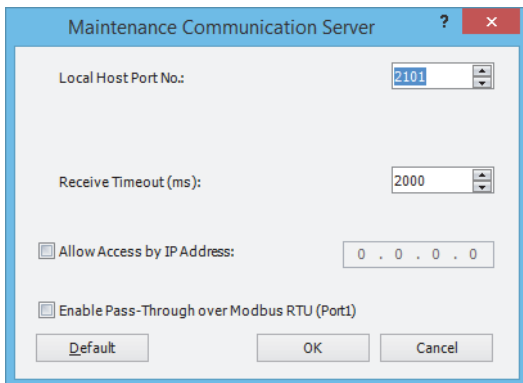 Maintenance Communication Server ? ×
Local Host Port No.: 2101
Receive Timeout (ms): 2000
Allow Access by IP Address: 0 . 0 . 0 . 0
Enable Pass-Through over Modbus RTU (Port1)
Default OK Cancel